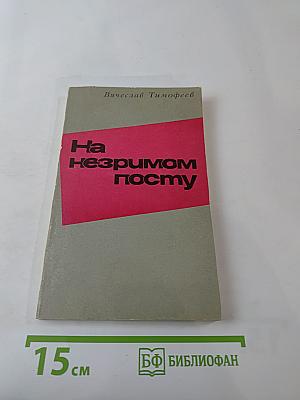 Вячеслав Тимофеев
На
незримом
посту
15 см
БФ БИБЛИОФАН